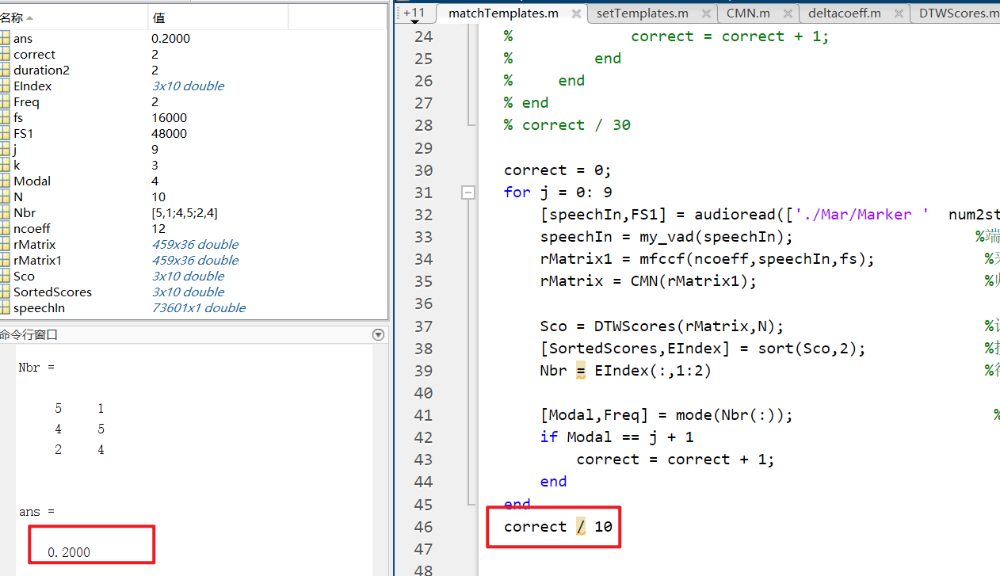 名称 值
ans 0.2000
correct 2
duration2 2
EIndex 3x10 double
Freq 2
fs 16000
FS1 48000
j 9
k 3
Modal 4
N 10
Nbr [5,1;4,5;2,4]
ncoeff 12
rMatrix 459x36 double
rMatrix1 459x36 double
Sco 3x10 double
SortedScores 3x10 double
speechIn 73601x1 double
命令行窗口
Nbr =
5 1
4 5
2 4
ans =
0.2000
+11 matchTemplates.m setTemplates.m CMN.m deltacoeff.m DTWScores.m
24 % correct = correct + 1;
25 % end
26 % end
27 % end
28 % correct / 30
29
30 correct = 0;
31 for j = 0: 9
32 [speechIn,FS1] = audioread(['./Mar/Marker ' num2st
33 speechIn = my_vad(speechIn); %端
34 rMatrix1 = mfccf(ncoeff,speechIn,fs); %
35 rMatrix = CMN(rMatrix1); %
36
37 Sco = DTWScores(rMatrix,N); %
38 [SortedScores,EIndex] = sort(Sco,2); %
39 Nbr = EIndex(:,1:2) %
40
41 [Modal,Freq] = mode(Nbr(:)); %
42 if Modal == j + 1
43 correct = correct + 1;
44 end
45 end
46 correct / 10
47
48